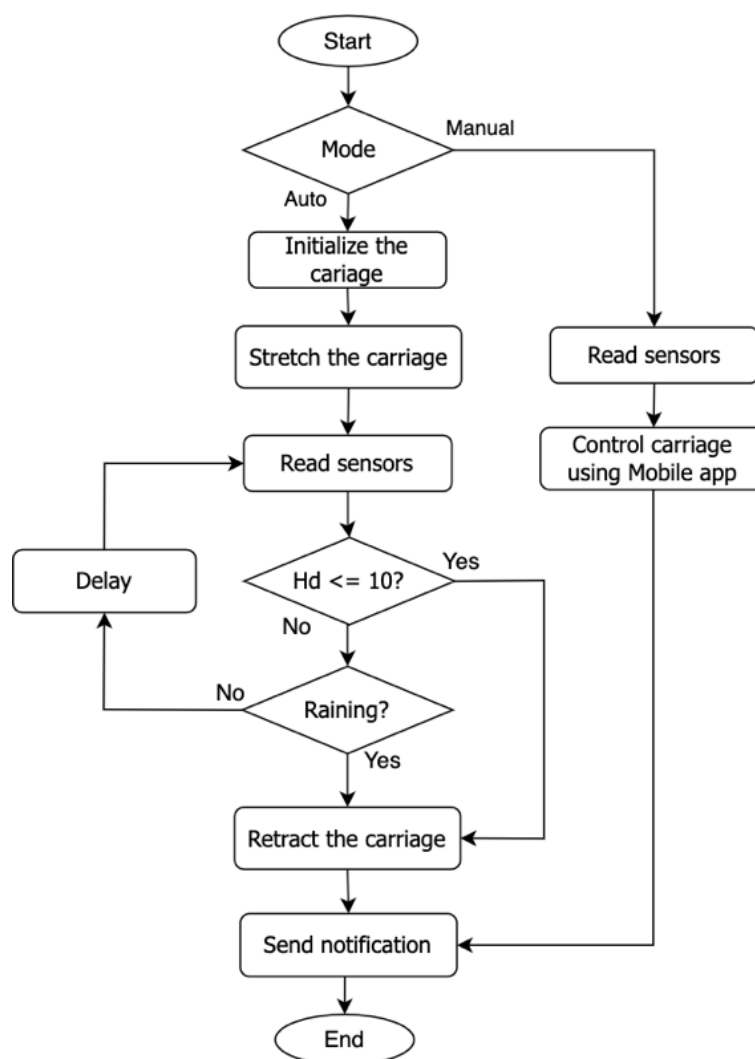 Start
Mode
Manual
Auto
Initialize the
cariage
Stretch the carriage
Read sensors
Read sensors
Control carriage
using Mobile app
Delay
Hd <= 10?
Yes
No
No
Raining?
Yes
Retract the carriage
Send notification
End